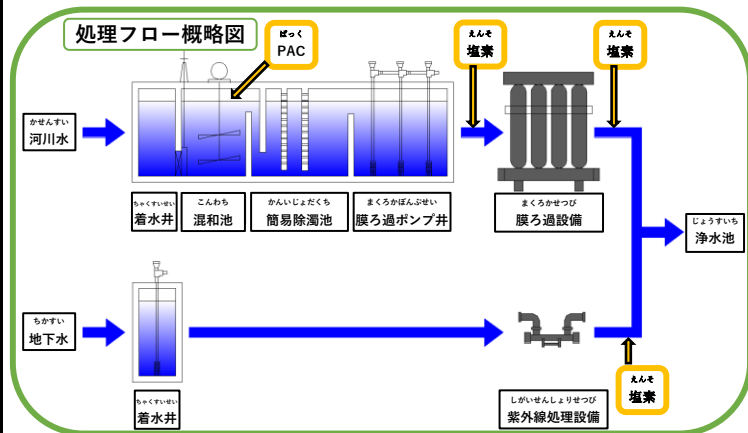 処理フロー概略図
ぱっく
PAC
えんそ
塩素
えんそ
塩素
かせんすい
河川水
ちゃくすいせい
着水井
こんわち
混和池
かんいじょだくち
簡易除濁池
まくろかぽんぷせい
膜ろ過ポンプ井
まくろかせつび
膜ろ過設備
じょうすいち
浄水池
ちかすい
地下水
ちゃくすいせい
着水井
しがいせんしょりせつび
紫外線処理設備
えんそ
塩素